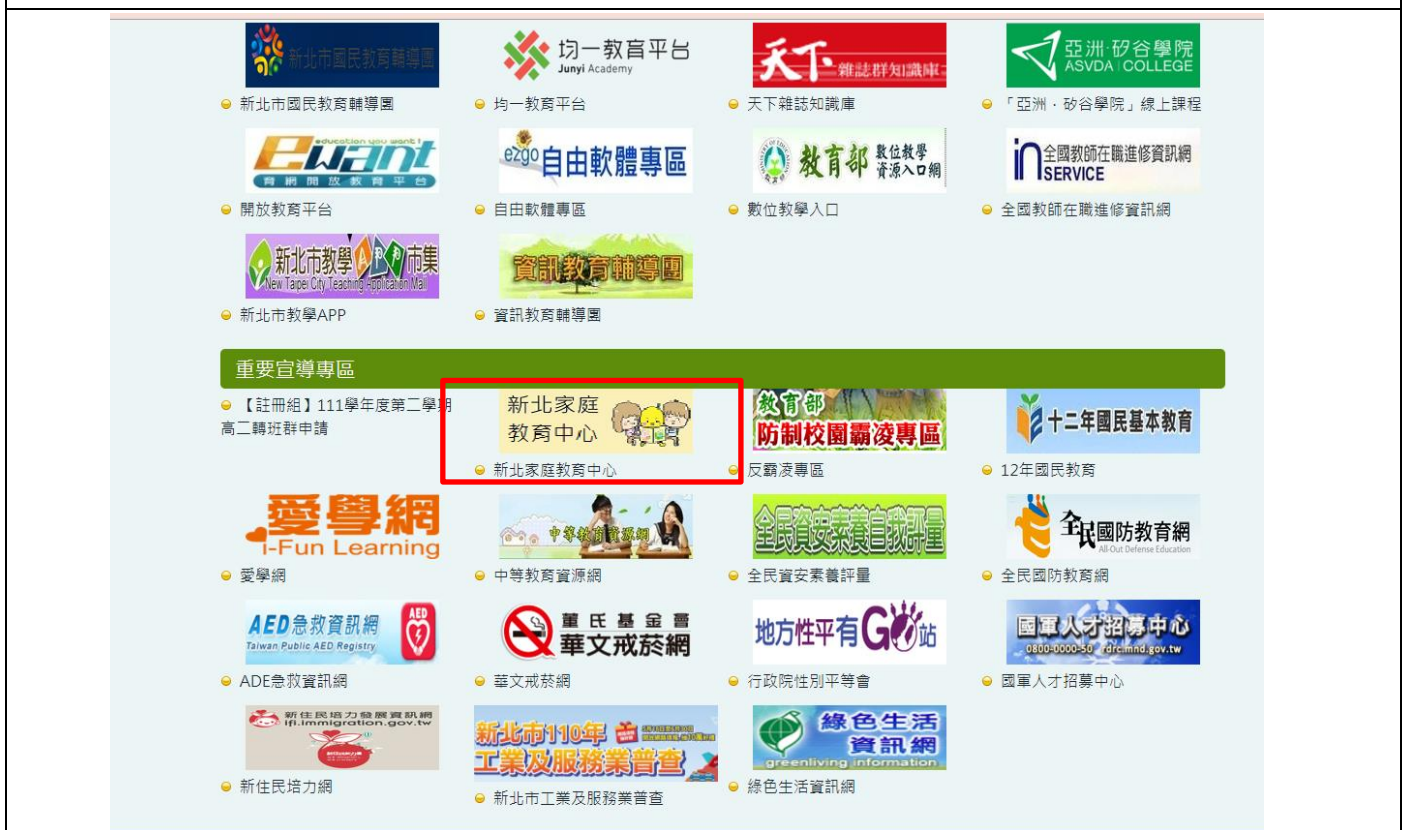 新北市國民教育輔導團
均一教育平台
Junyi Academy
天下 雜誌群知識庫
亞洲·矽谷學院
ASVDA COLLEGE
新北市國民教育輔導團
均一教育平台
天下雜誌知識庫
「亞洲‧矽谷學院」線上課程
education you want!
ewant
育網開放教育平台
ezgo 自由軟體專區
教育部 數位教學資源入口網
全國教師在職進修資訊網
in SERVICE
開放教育平台
自由軟體專區
數位教學入口
全國教師在職進修資訊網
新北市教學APP市集
New Taipei City Teaching Application Mall
資訊教育輔導團
新北市教學APP
資訊教育輔導團
重要宣導專區
【註冊組】111學年度第二學期
高二轉班群申請
新北家庭
教育中心
教育部
防制校園霸凌專區
十二年國民基本教育
新北家庭教育中心
反霸凌專區
12年國民教育
愛學網
i-Fun Learning
中等教育資源網
全民資安素養自我評量
全民國防教育網
All-Out Defense Education
愛學網
中等教育資源網
全民資安素養評量
全民國防教育網
AED急救資訊網
Taiwan Public AED Registry
AED
董氏基金會
華文戒菸網
地方性平有GO站
國軍人才招募中心
0800-0000-50 rdrc.mnd.gov.tw
ADE急救資訊網
華文戒菸網
行政院性別平等會
國軍人才招募中心
新住民培力發展資訊網
ifi.immigration.gov.tw
新北市110年
工業及服務業普查
綠色生活
資訊網
greenliving information
新住民培力網
新北市工業及服務業普查
綠色生活資訊網